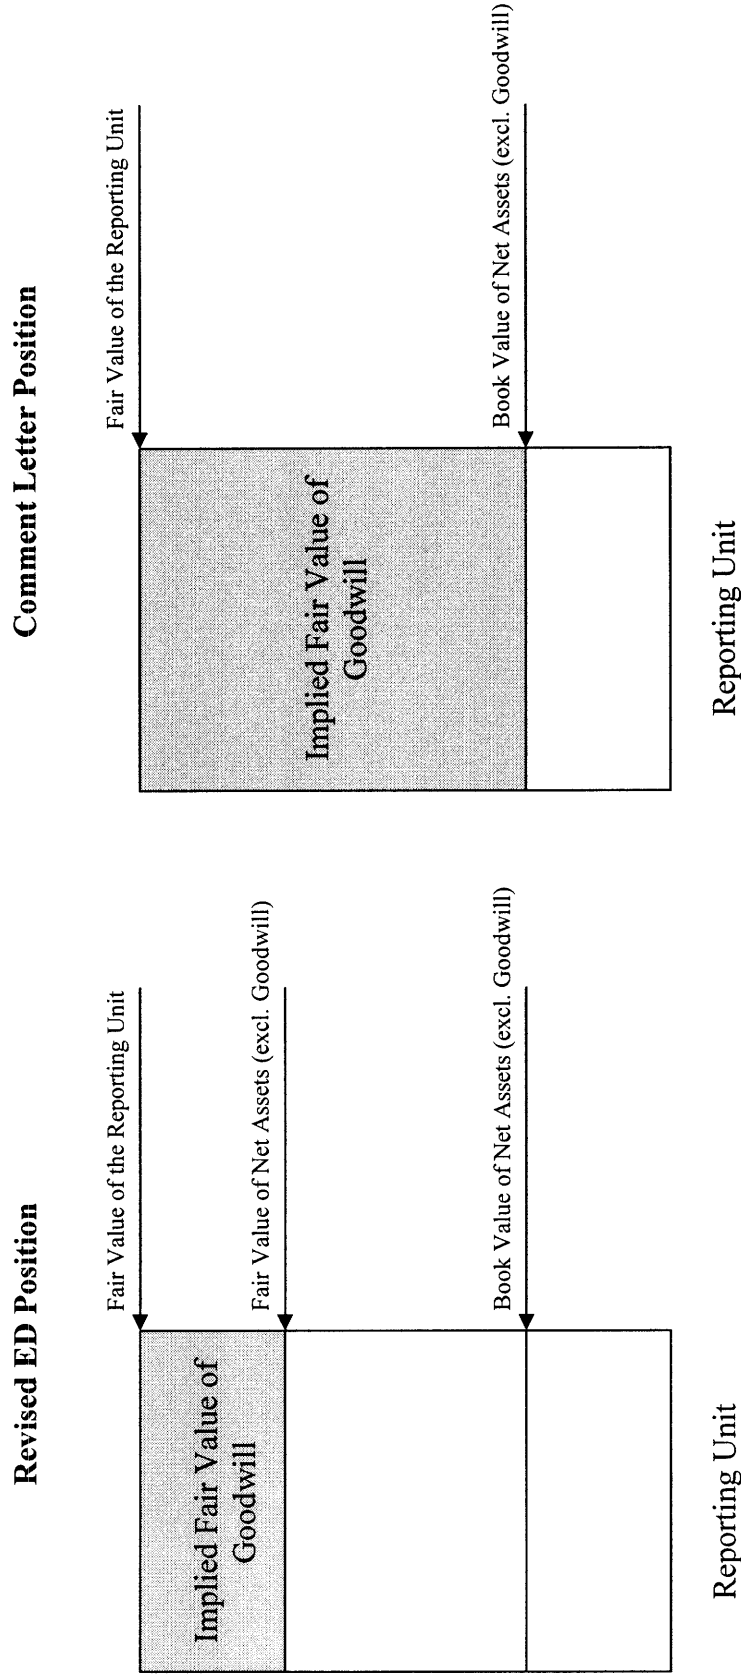 Revised ED Position
Fair Value of the Reporting Unit
Implied Fair Value of
Goodwill
Fair Value of Net Assets (excl. Goodwill)
Book Value of Net Assets (excl. Goodwill)
Reporting Unit
Comment Letter Position
Fair Value of the Reporting Unit
Implied Fair Value of
Goodwill
Book Value of Net Assets (excl. Goodwill)
Reporting Unit